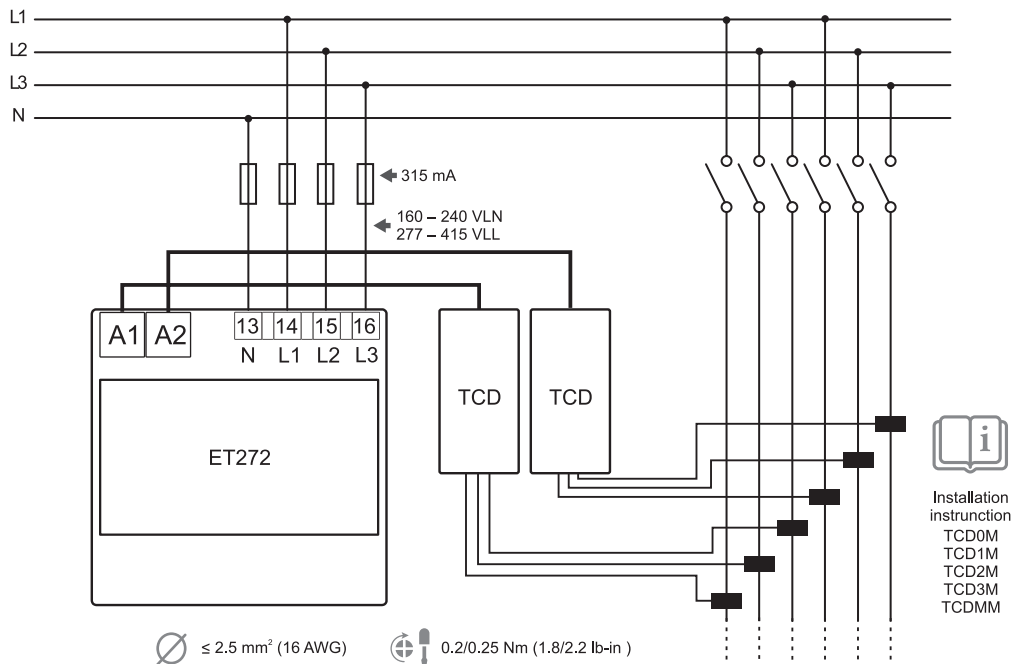 L1
L2
L3
N
315 mA
160 – 240 VLN
277 – 415 VLL
A1 A2
13 14 15 16
N L1 L2 L3
ET272
TCD
TCD
i
Installation
instrunction
TCD0M
TCD1M
TCD2M
TCD3M
TCDMM
≤ 2.5 mm² (16 AWG)
0.2/0.25 Nm (1.8/2.2 lb-in )